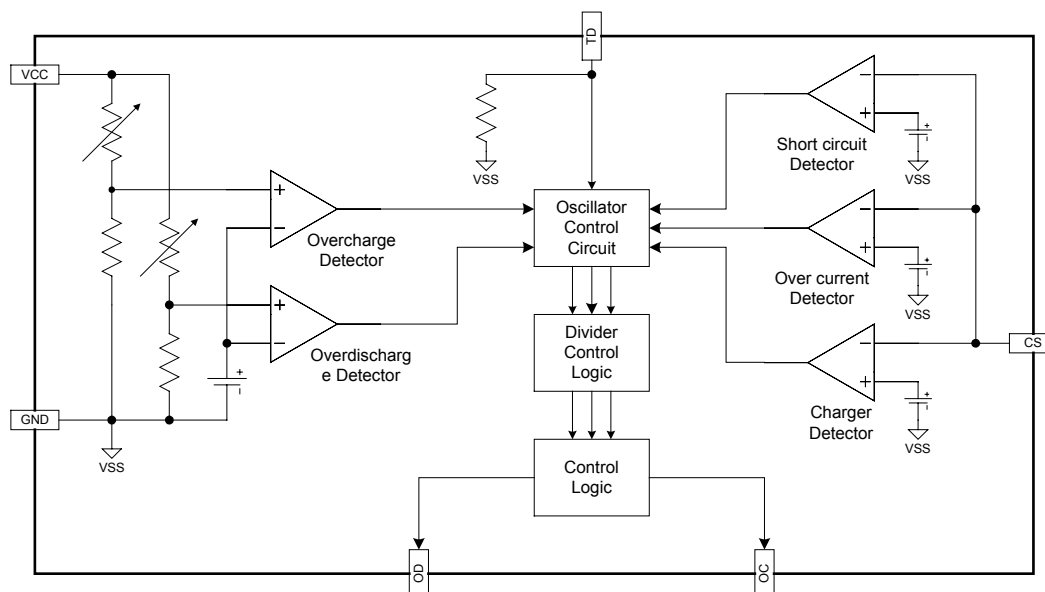 TD
VCC
VSS
Short circuit
Detector
VSS
Oscillator
Control
Circuit
Overcharge
Detector
Over current
Detector
VSS
Divider
Control
Logic
Overdischarg
e Detector
CS
GND
VSS
Charger
Detector
VSS
Control
Logic
OD
OC
+
−
+
−
+
−
−
+
+
-
−
+
+
-
−
+
+
-